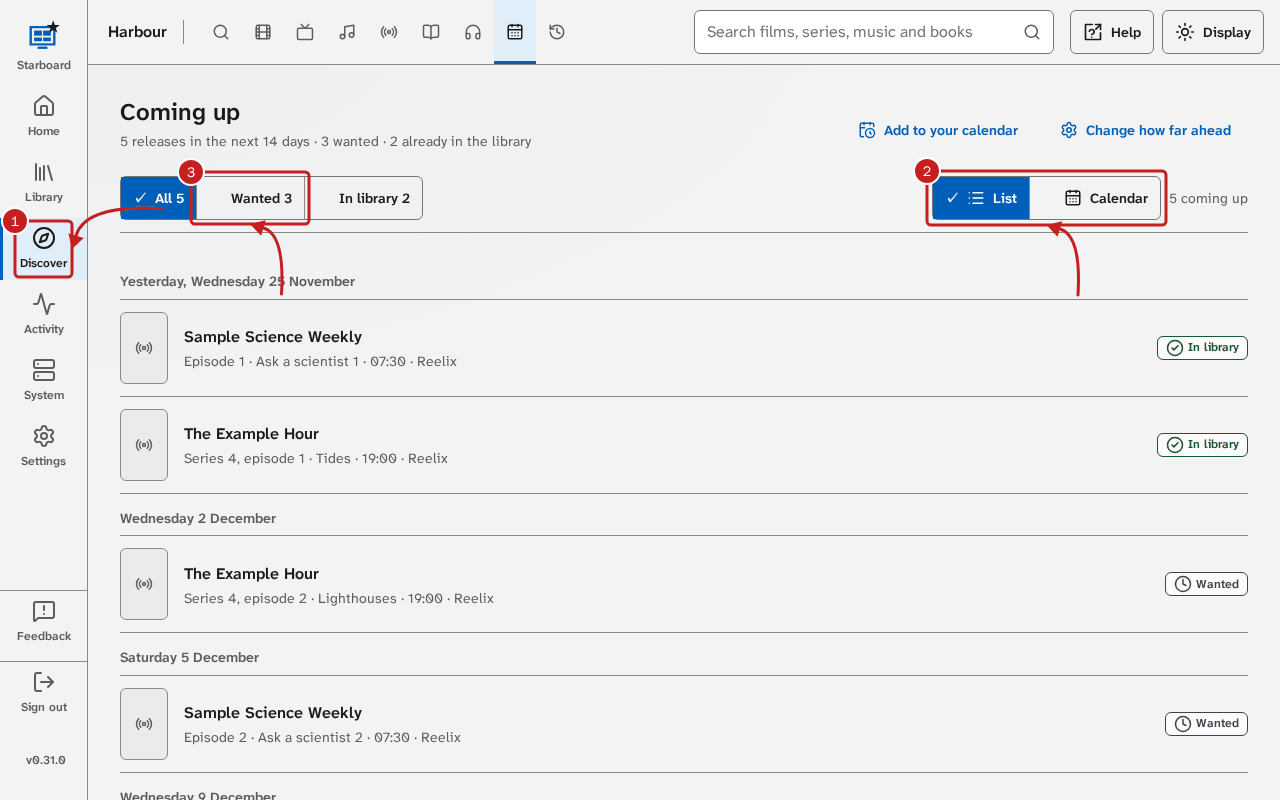 Starboard
Home
Library
1
Discover
Activity
System
Settings
Feedback
Sign out
v0.31.0
Harbour
Search films, series, music and books
Help
Display
Coming up
5 releases in the next 14 days · 3 wanted · 2 already in the library
Add to your calendar
Change how far ahead
3
2
✓ All 5
Wanted 3
In library 2
✓ List
Calendar
5 coming up
Yesterday, Wednesday 25 November
Sample Science Weekly
Episode 1 · Ask a scientist 1 · 07:30 · Reelix
In library
The Example Hour
Series 4, episode 1 · Tides · 19:00 · Reelix
In library
Wednesday 2 December
The Example Hour
Series 4, episode 2 · Lighthouses · 19:00 · Reelix
Wanted
Saturday 5 December
Sample Science Weekly
Episode 2 · Ask a scientist 2 · 07:30 · Reelix
Wanted
Wednesday 9 December